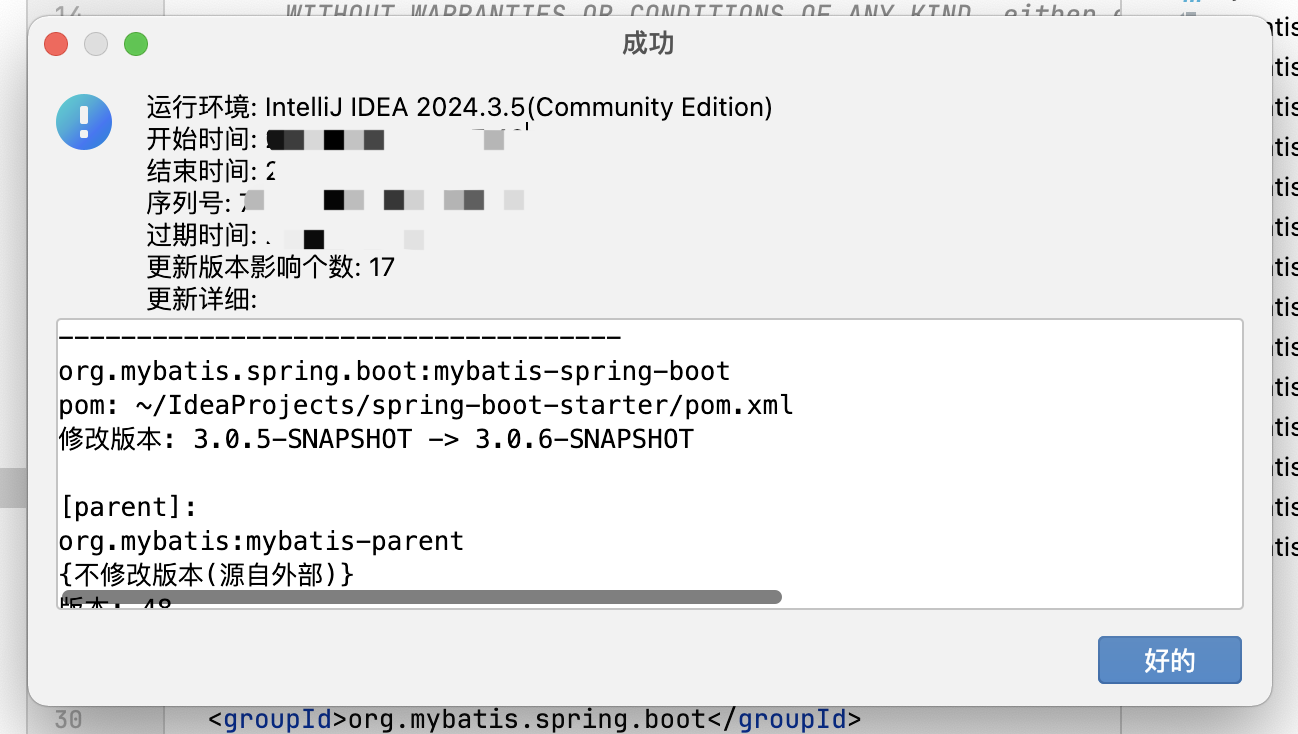 14
WITHOUT WARRANTIES OR CONDITIONS OF ANY KIND, either
成功
运行环境: IntelliJ IDEA 2024.3.5(Community Edition)
开始时间:
结束时间: 2
序列号: 7
过期时间:
更新版本影响个数: 17
更新详细:
------------------------------------
org.mybatis.spring.boot:mybatis-spring-boot
pom: ~/IdeaProjects/spring-boot-starter/pom.xml
修改版本: 3.0.5-SNAPSHOT -> 3.0.6-SNAPSHOT
[parent]:
org.mybatis:mybatis-parent
{不修改版本(源自外部)}
版本: 48
好的
30 <groupId>org.mybatis.spring.boot</groupId>